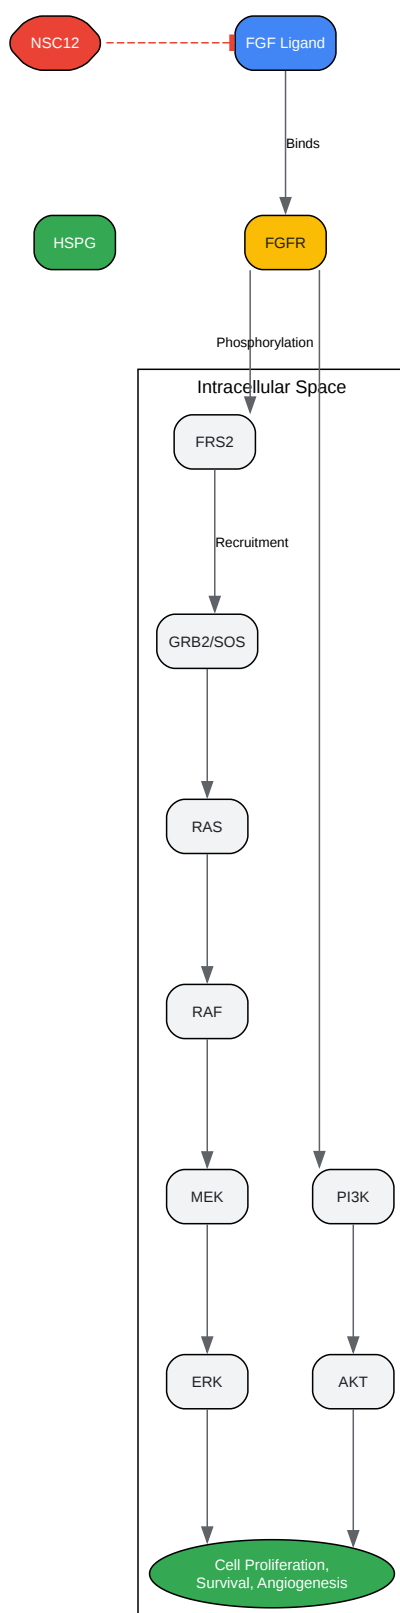 NSC12
FGF Ligand
Binds
HSPG
FGFR
Phosphorylation
Intracellular Space
FRS2
Recruitment
GRB2/SOS
RAS
RAF
MEK
PI3K
ERK
AKT
Cell Proliferation,
Survival, Angiogenesis